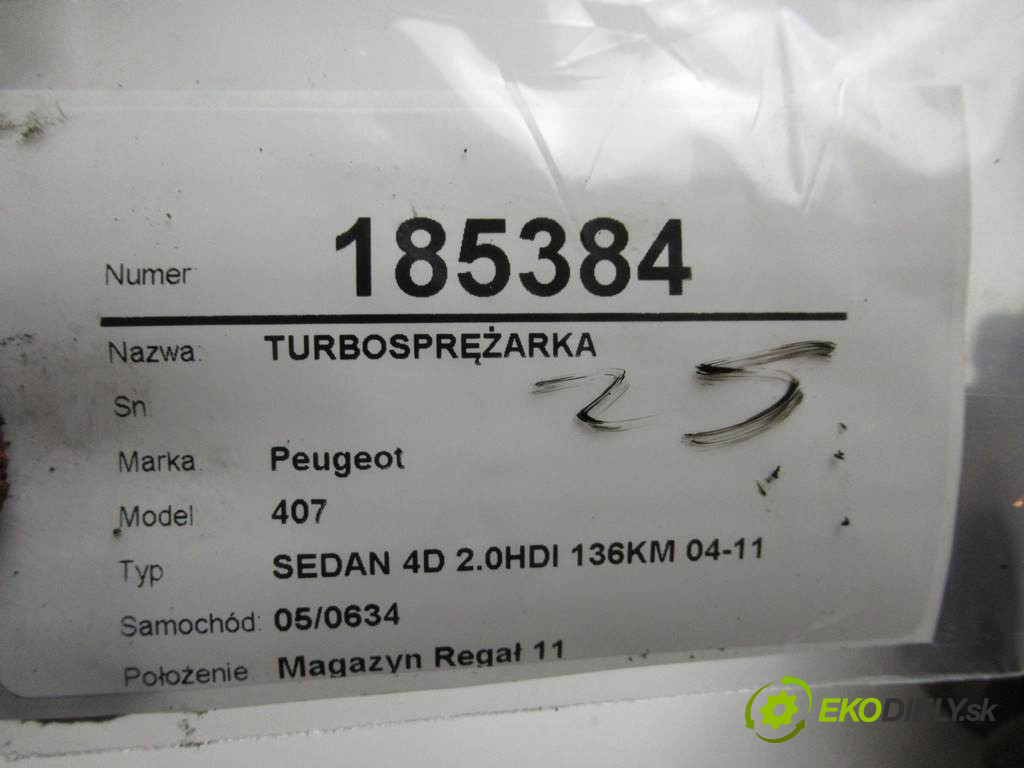 Numer 185384
Nazwa: TURBOSPRĘŻARKA
25
Sn:
Marka Peugeot
Model 407
Typ SEDAN 4D 2.0HDI 136KM 04-11
Samochód: 05/0634
Położenie Magazyn Regał 11
EKODIELY.sk